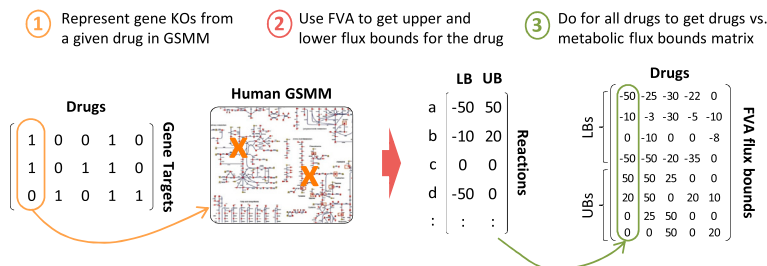 1 Represent gene KOs from
a given drug in GSMM
2 Use FVA to get upper and
lower flux bounds for the drug
3 Do for all drugs to get drugs vs.
metabolic flux bounds matrix
Drugs
1 0 0 1 0
1 0 1 1 0
0 1 0 1 1
Gene Targets
Human GSMM
X
X
LB UB
a -50 50
b -10 20
c 0 0
d -50 0
: : :
Reactions
Drugs
LBs
-50 -25 -30 -22 0
-10 -3 -30 -5 -10
0 -10 0 0 -8
-50 -50 -20 -35 0
UBs
50 50 25 0 0
20 50 0 20 10
0 25 50 0 0
0 0 50 0 20
FVA flux bounds